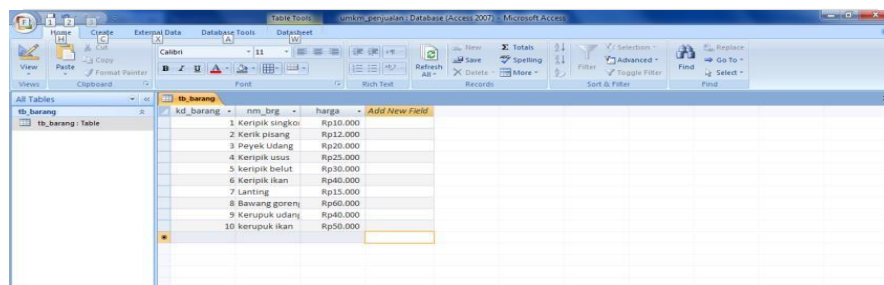 Table Tools umkm_penjualan : Database (Access 2007) - Microsoft Access
1 2
Home Create External Data Database Tools Datasheet
H C X A W
View Paste Cut Copy Format Painter
Calibri 11
B I U A
Refresh All
New Save Delete
Totals Spelling More
Filter Selection Advanced Toggle Filter
Find Replace Go To Select
Views Clipboard Font Rich Text Records Sort & Filter Find
All Tables
tb_barang
tb_barang : Table
tb_barang
kd_barang nm_brg harga Add New Field
1 Keripik singko Rp10.000
2 Kerik pisang Rp12.000
3 Peyek Udang Rp20.000
4 Keripik usus Rp25.000
5 keripik belut Rp30.000
6 Keripik ikan Rp40.000
7 Lanting Rp15.000
8 Bawang goreng Rp60.000
9 Kerupuk udang Rp40.000
10 kerupuk ikan Rp50.000